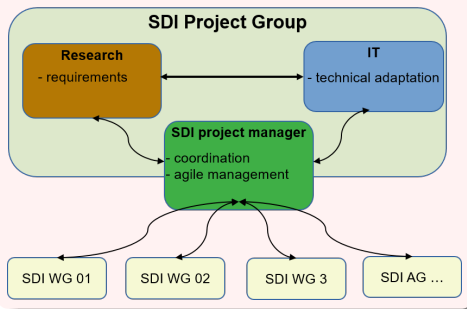 SDI Project Group
Research
- requirements
IT
- technical adaptation
SDI project manager
- coordination
- agile management
SDI WG 01
SDI WG 02
SDI WG 3
SDI AG ...